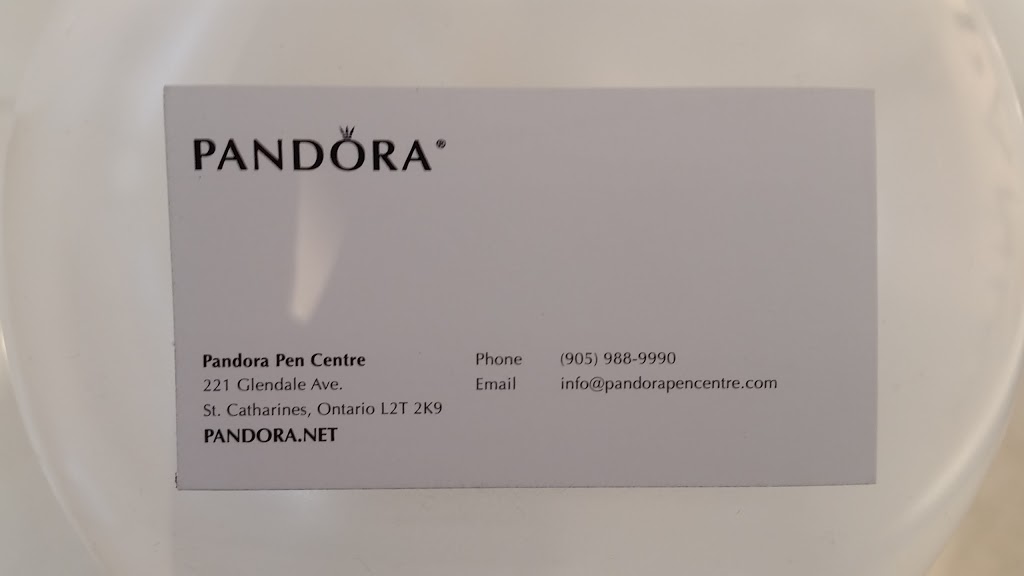 PANDORA®
Pandora Pen Centre
221 Glendale Ave.
St. Catharines, Ontario L2T 2K9
PANDORA.NET
Phone (905) 988-9990
Email info@pandorapencentre.com